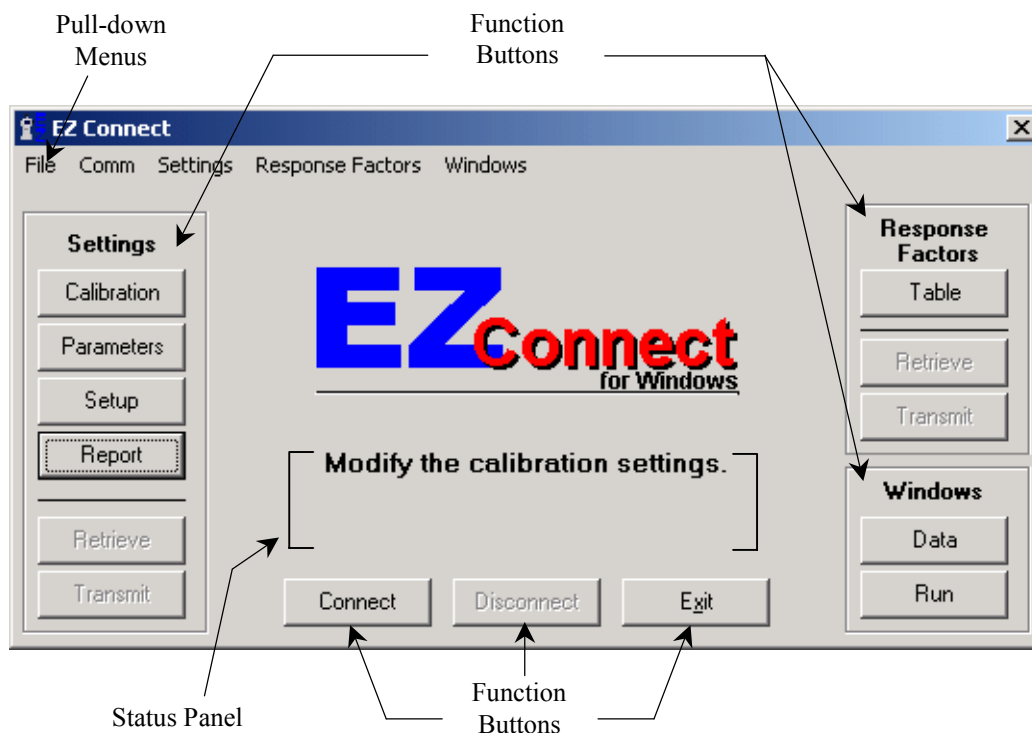 Pull-down
Menus
Function
Buttons
EZ Connect
File Comm Settings Response Factors Windows
Settings
Calibration
Parameters
Setup
Report
Retrieve
Transmit
EZ Connect
for Windows
Modify the calibration settings.
Connect
Disconnect
Exit
Response
Factors
Table
Retrieve
Transmit
Windows
Data
Run
Status Panel
Function
Buttons